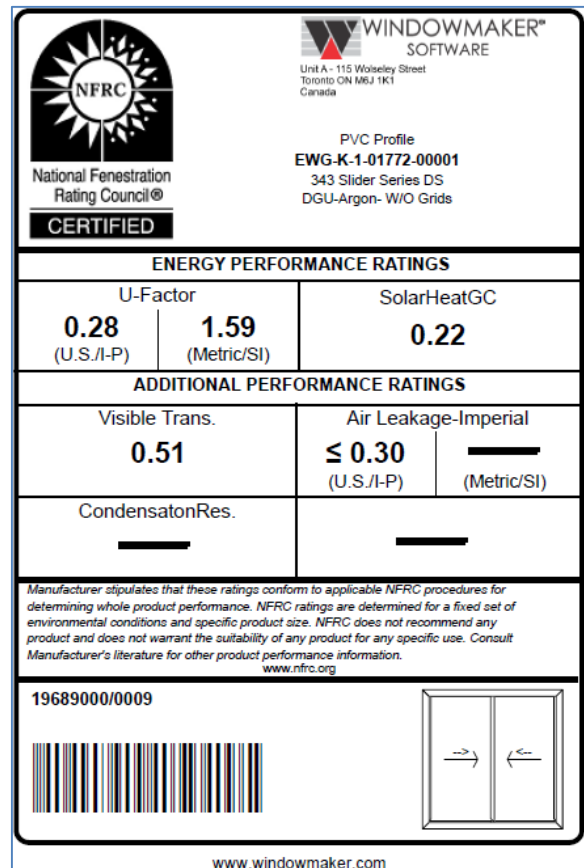 NFRC
National Fenestration
Rating Council®
CERTIFIED
WINDOWMAKER®
SOFTWARE
Unit A - 115 Wolseley Street
Toronto ON M6J 1K1
Canada
PVC Profile
EWG-K-1-01772-00001
343 Slider Series DS
DGU-Argon- W/O Grids
ENERGY PERFORMANCE RATINGS
U-Factor
0.28
(U.S./I-P)
1.59
(Metric/SI)
SolarHeatGC
0.22
ADDITIONAL PERFORMANCE RATINGS
Visible Trans.
0.51
Air Leakage-Imperial
≤ 0.30
(U.S./I-P)
(Metric/SI)
CondensatonRes.
Manufacturer stipulates that these ratings conform to applicable NFRC procedures for
determining whole product performance. NFRC ratings are determined for a fixed set of
environmental conditions and specific product size. NFRC does not recommend any
product and does not warrant the suitability of any product for any specific use. Consult
Manufacturer's literature for other product performance information.
www.nfrc.org
19689000/0009
www.windowmaker.com